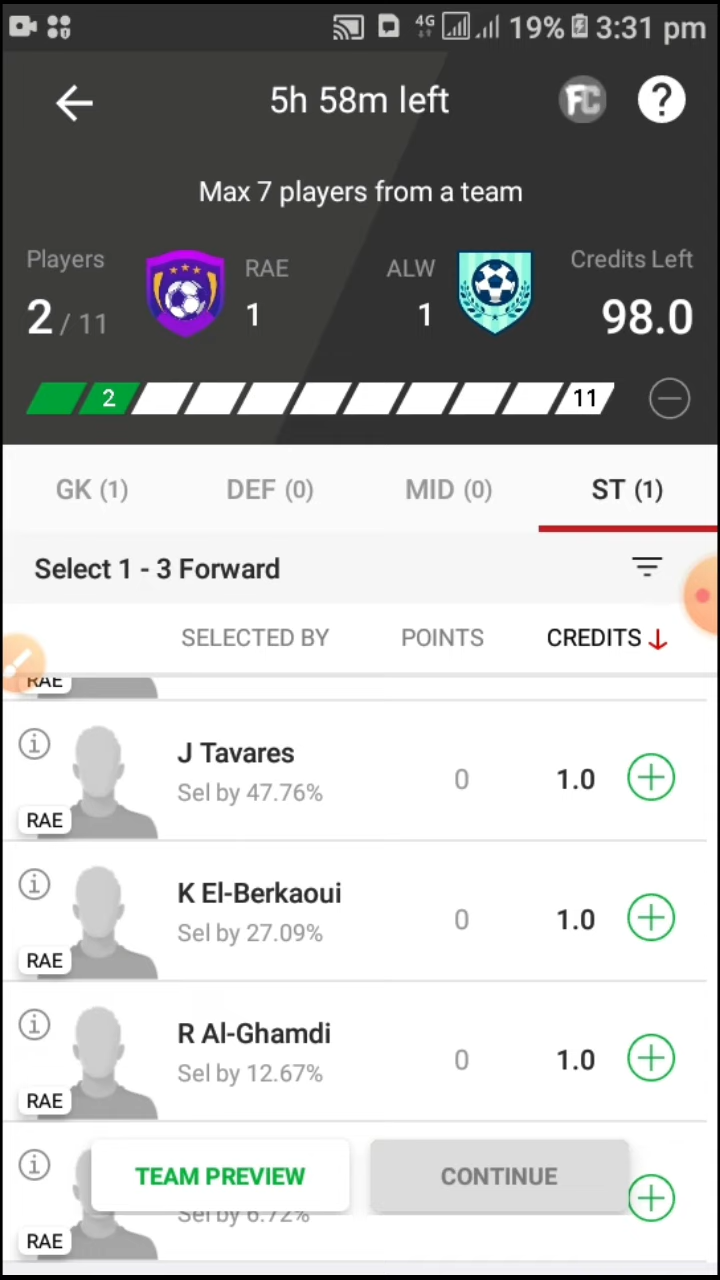 4G 19% 3:31 pm
5h 58m left FC ?
Max 7 players from a team
Players RAE ALW Credits Left
2 / 11 1 1 98.0
2 11
GK (1) DEF (0) MID (0) ST (1)
Select 1 - 3 Forward
SELECTED BY POINTS CREDITS
RAE
J Tavares
Sel by 47.76% 0 1.0
RAE
K El-Berkaoui
Sel by 27.09% 0 1.0
RAE
R Al-Ghamdi
Sel by 12.67% 0 1.0
RAE
TEAM PREVIEW CONTINUE
Sel by 6.72%
RAE